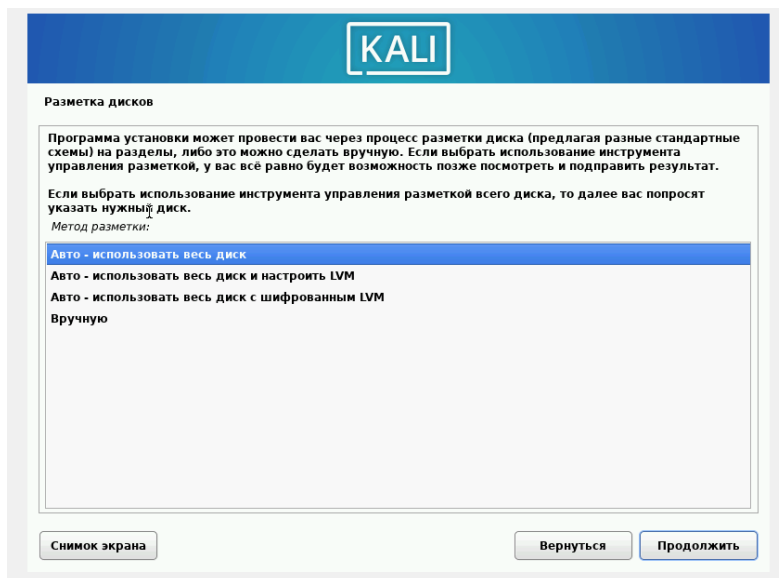 KALI
Разметка дисков
Программа установки может провести вас через процесс разметки диска (предлагая разные стандартные
схемы) на разделы, либо это можно сделать вручную. Если выбрать использование инструмента
управления разметкой, у вас всё равно будет возможность позже посмотреть и подправить результат.
Если выбрать использование инструмента управления разметкой всего диска, то далее вас попросят
указать нужный диск.
Метод разметки:
Авто - использовать весь диск
Авто - использовать весь диск и настроить LVM
Авто - использовать весь диск с шифрованным LVM
Вручную
Снимок экрана
Вернуться
Продолжить